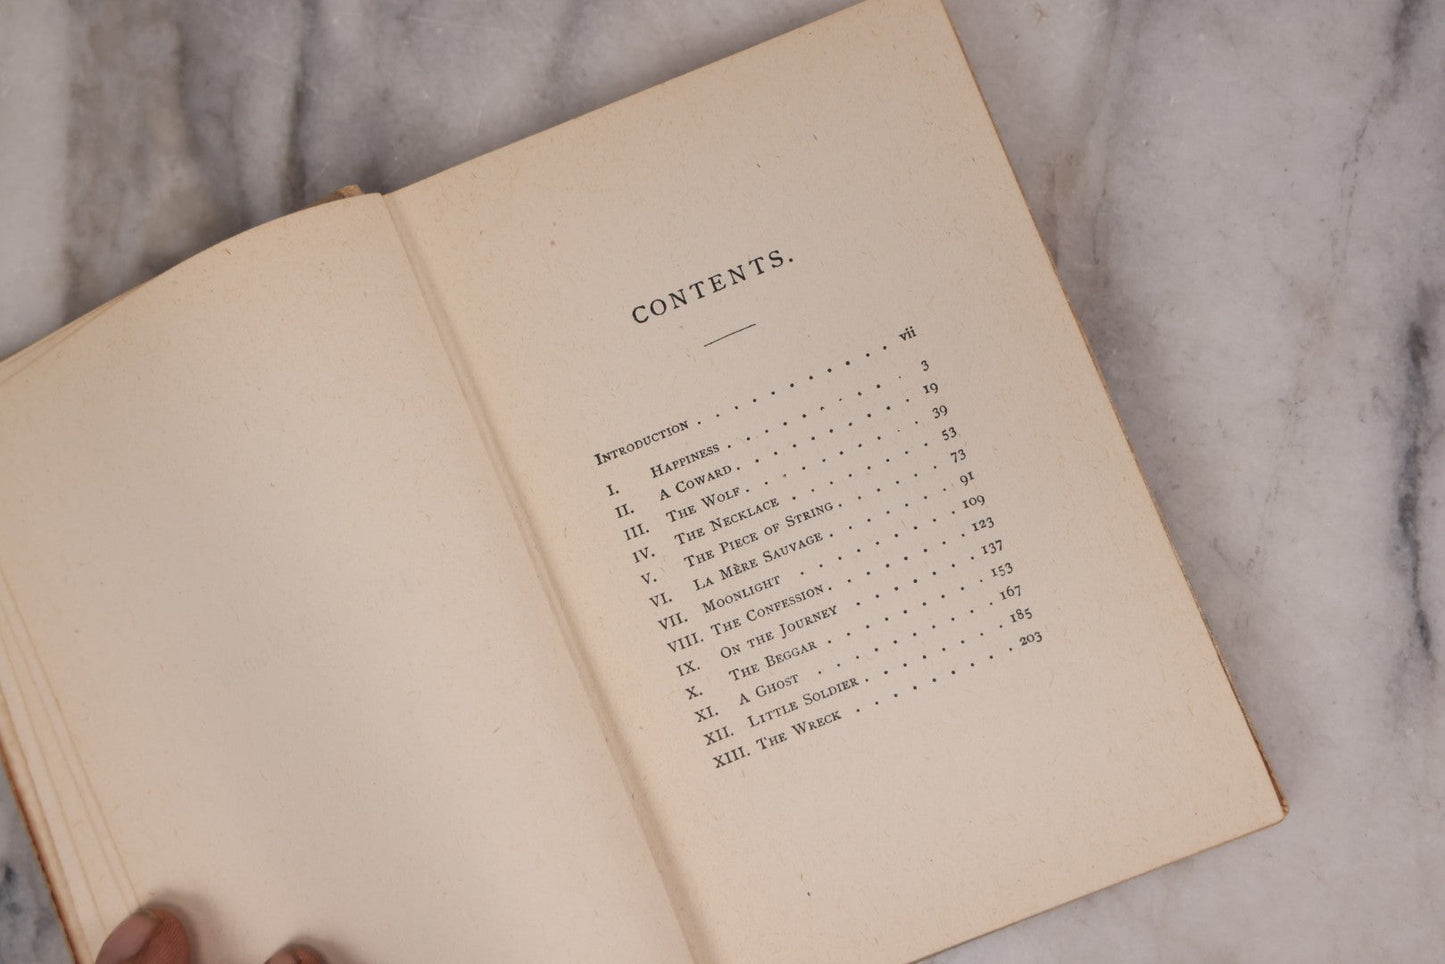 CONTENTS.
INTRODUCTION . . . . . . . . . . vii
I. HAPPINESS . . . . . . . . . . 3
II. A COWARD . . . . . . . . . . 19
III. THE WOLF . . . . . . . . . . 39
IV. THE NECKLACE . . . . . . . . 53
V. THE PIECE OF STRING . . . . . . 73
VI. LA MÈRE SAUVAGE . . . . . . . 91
VII. MOONLIGHT . . . . . . . . . 109
VIII. THE CONFESSION . . . . . . . 123
IX. ON THE JOURNEY . . . . . . . 137
X. THE BEGGAR . . . . . . . . . 153
XI. A GHOST . . . . . . . . . . 167
XII. LITTLE SOLDIER . . . . . . . 185
XIII. THE WRECK . . . . . . . . . 203